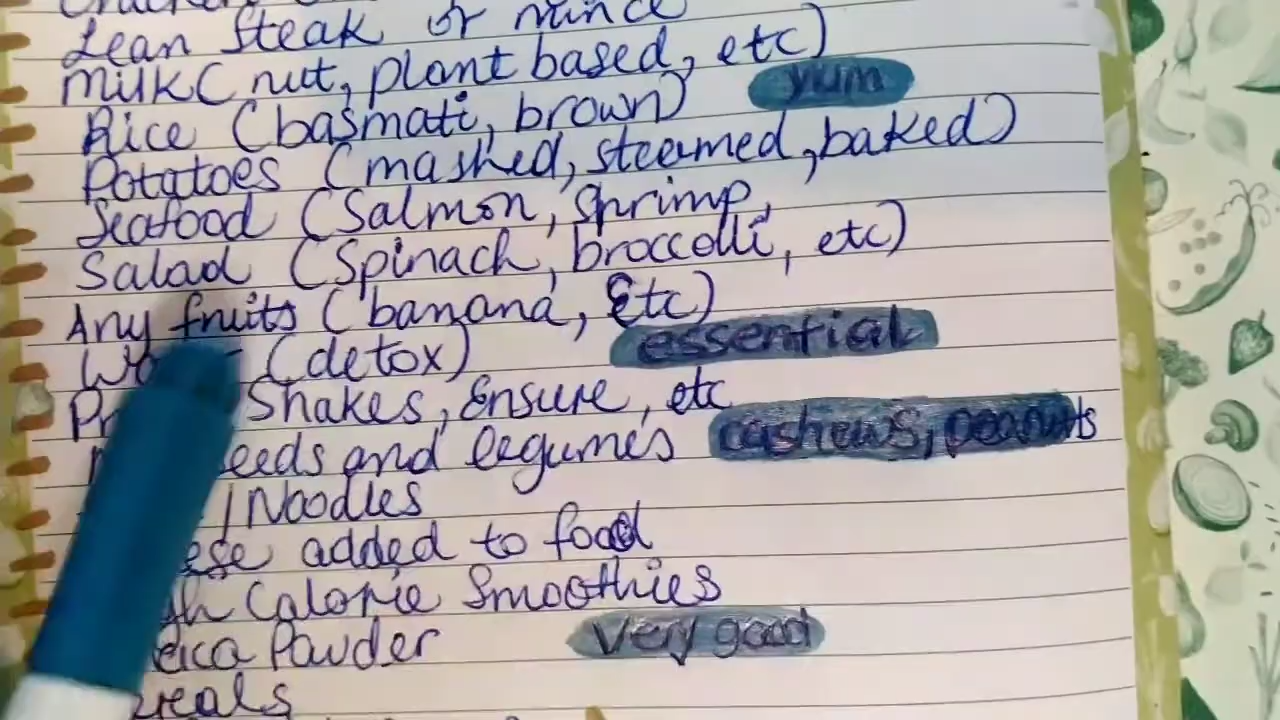 Lean Steak or mince
Milk ( nut, plant based, etc)
Rice (basmati, brown) yum
Potatoes (mashed, steamed, baked)
Seafood (Salmon, Shrimp,
Salad (Spinach, broccolli, etc)
Any fruits ( banana, Etc)
(detox) essential
Shakes, Ensure, etc
and legumes cashews, peanuts
/Noodles
added to food
Calorie Smoothies
Powder Very good